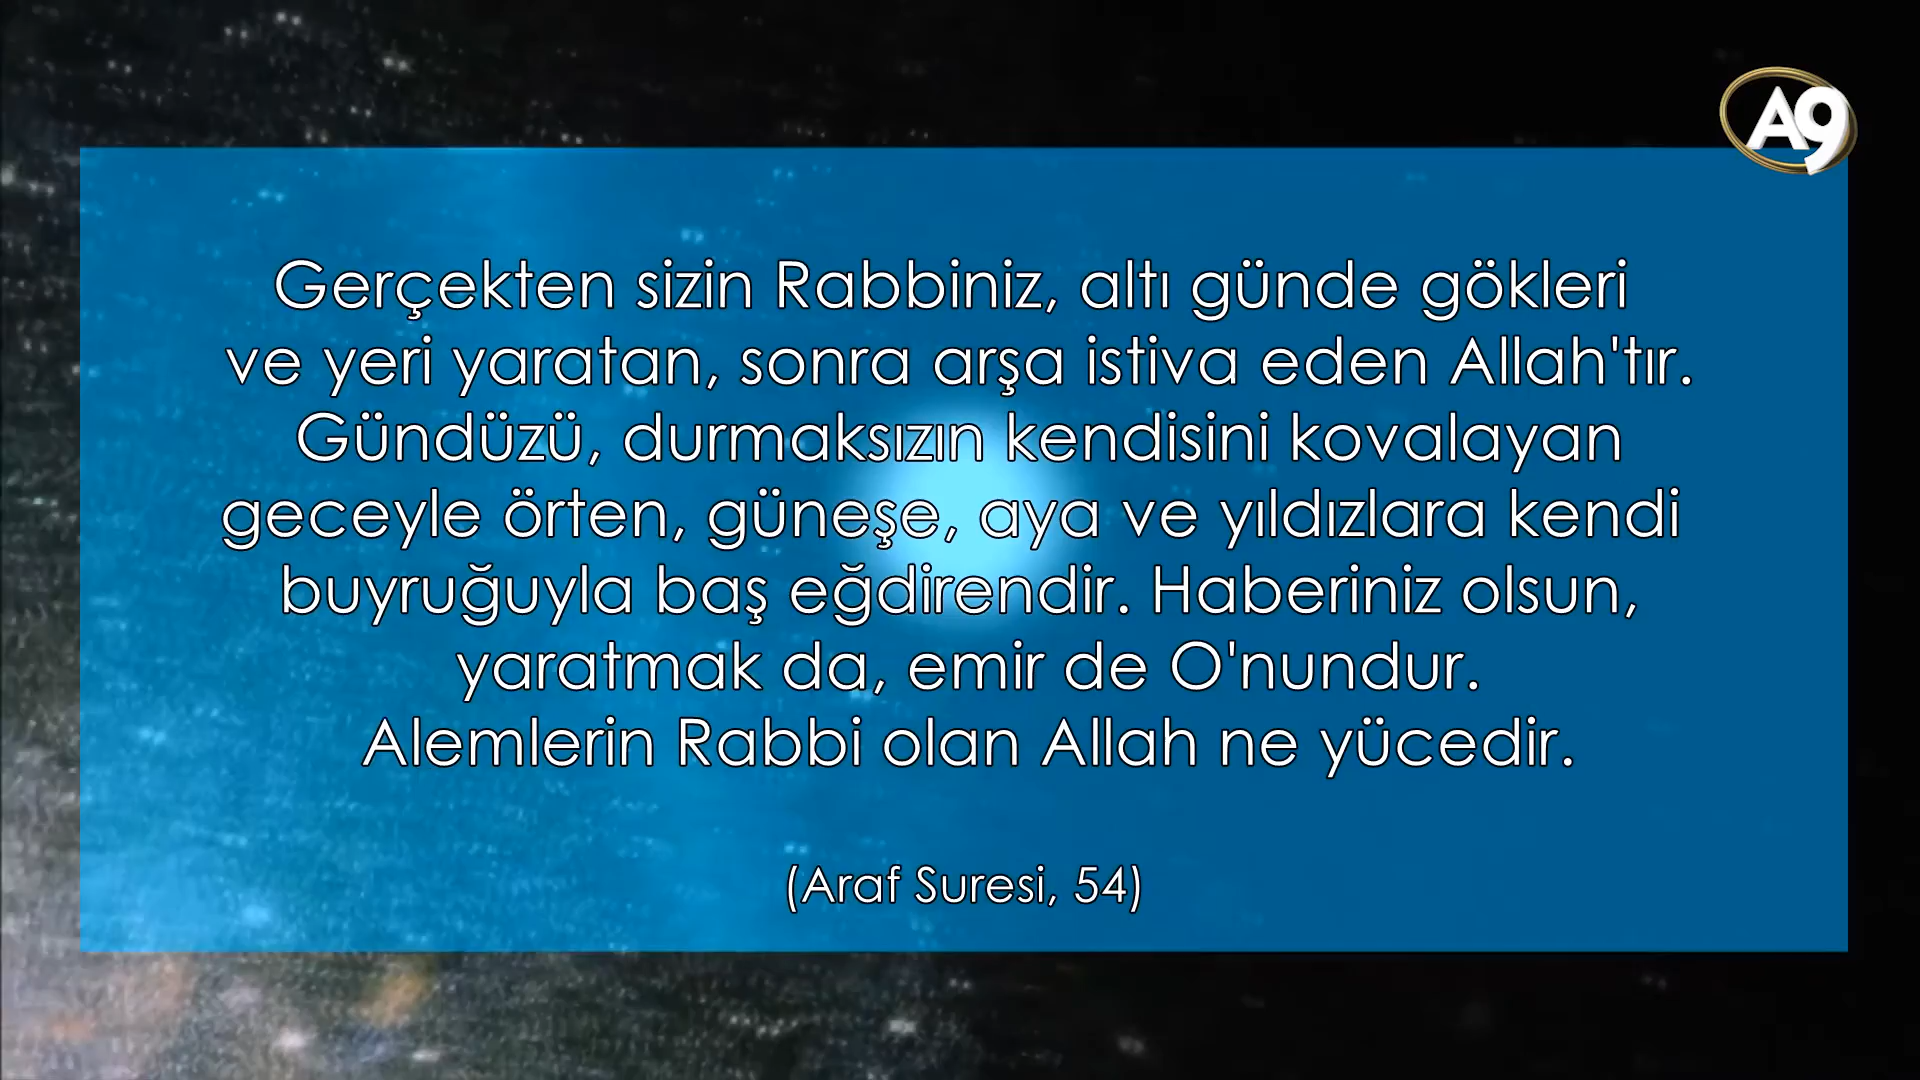 A9
Gerçekten sizin Rabbiniz, altı günde gökleri
ve yeri yaratan, sonra arşa istiva eden Allah'tır.
Gündüzü, durmaksızın kendisini kovalayan
geceyle örten, güneşe, aya ve yıldızlara kendi
buyruğuyla baş eğdirendir. Haberiniz olsun,
yaratmak da, emir de O'nundur.
Alemlerin Rabbi olan Allah ne yücedir.
(Araf Suresi, 54)